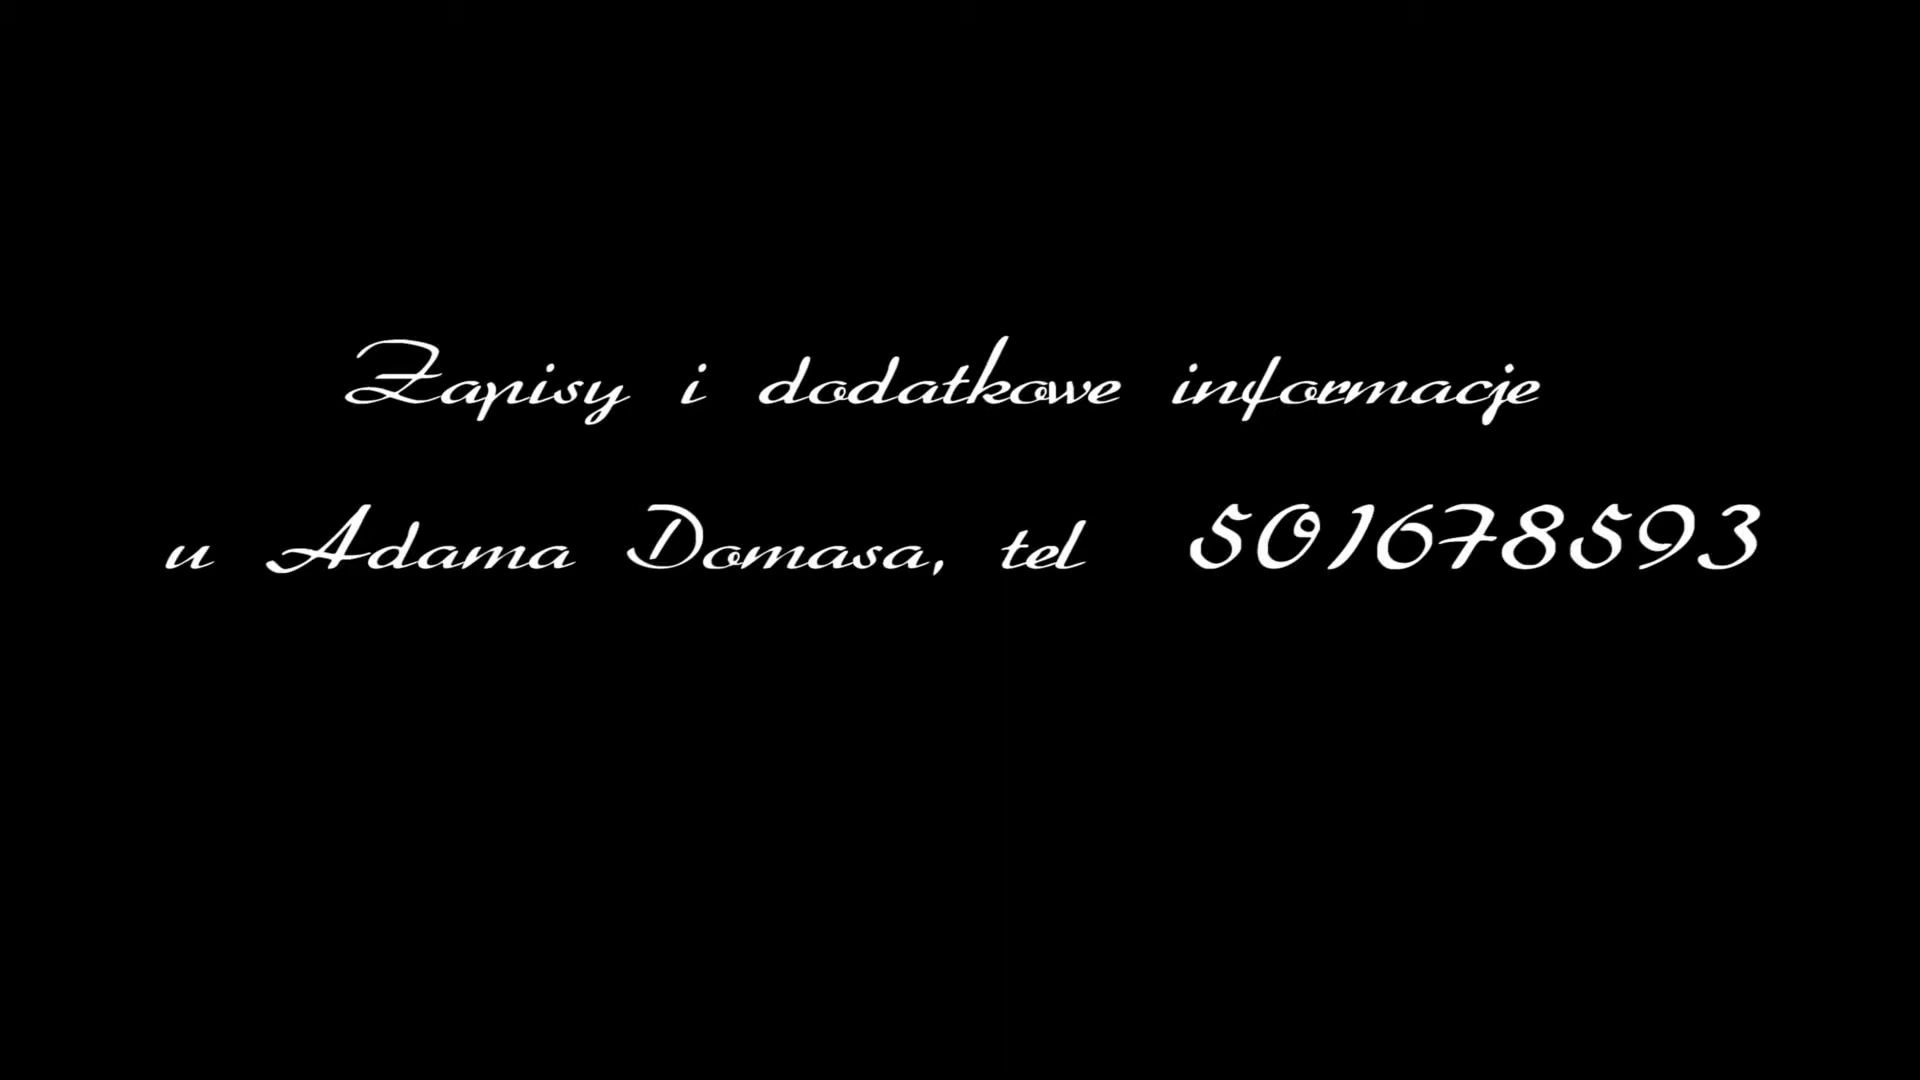 Zapisy i dodatkowe informacje
u Adama Domasa, tel 501678593